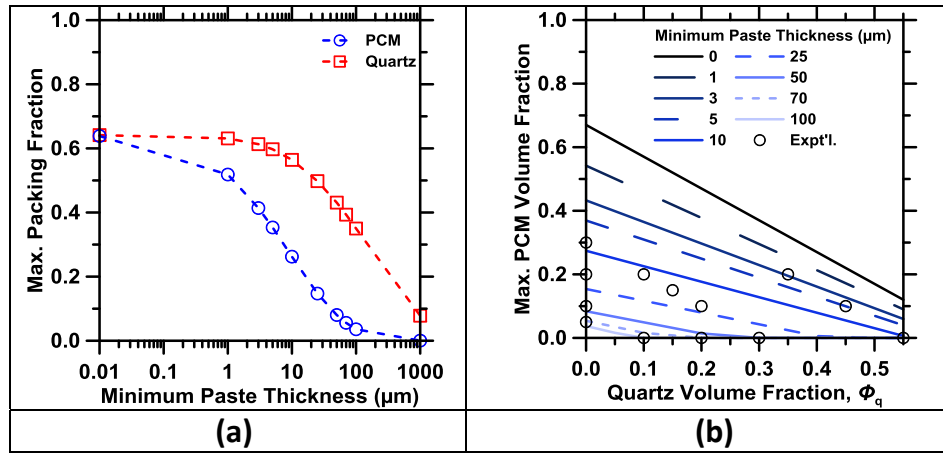 1.0
0.8
0.6
0.4
0.2
0.0
Max. Packing Fraction
PCM
Quartz
0.01 0.1 1 10 100 1000
Minimum Paste Thickness (µm)
(a)
1.0
0.8
0.6
0.4
0.2
0.0
Max. PCM Volume Fraction
Minimum Paste Thickness (µm)
0 25
1 50
3 70
5 100
10 Expt'l.
0.0 0.1 0.2 0.3 0.4 0.5
Quartz Volume Fraction, Φq
(b)